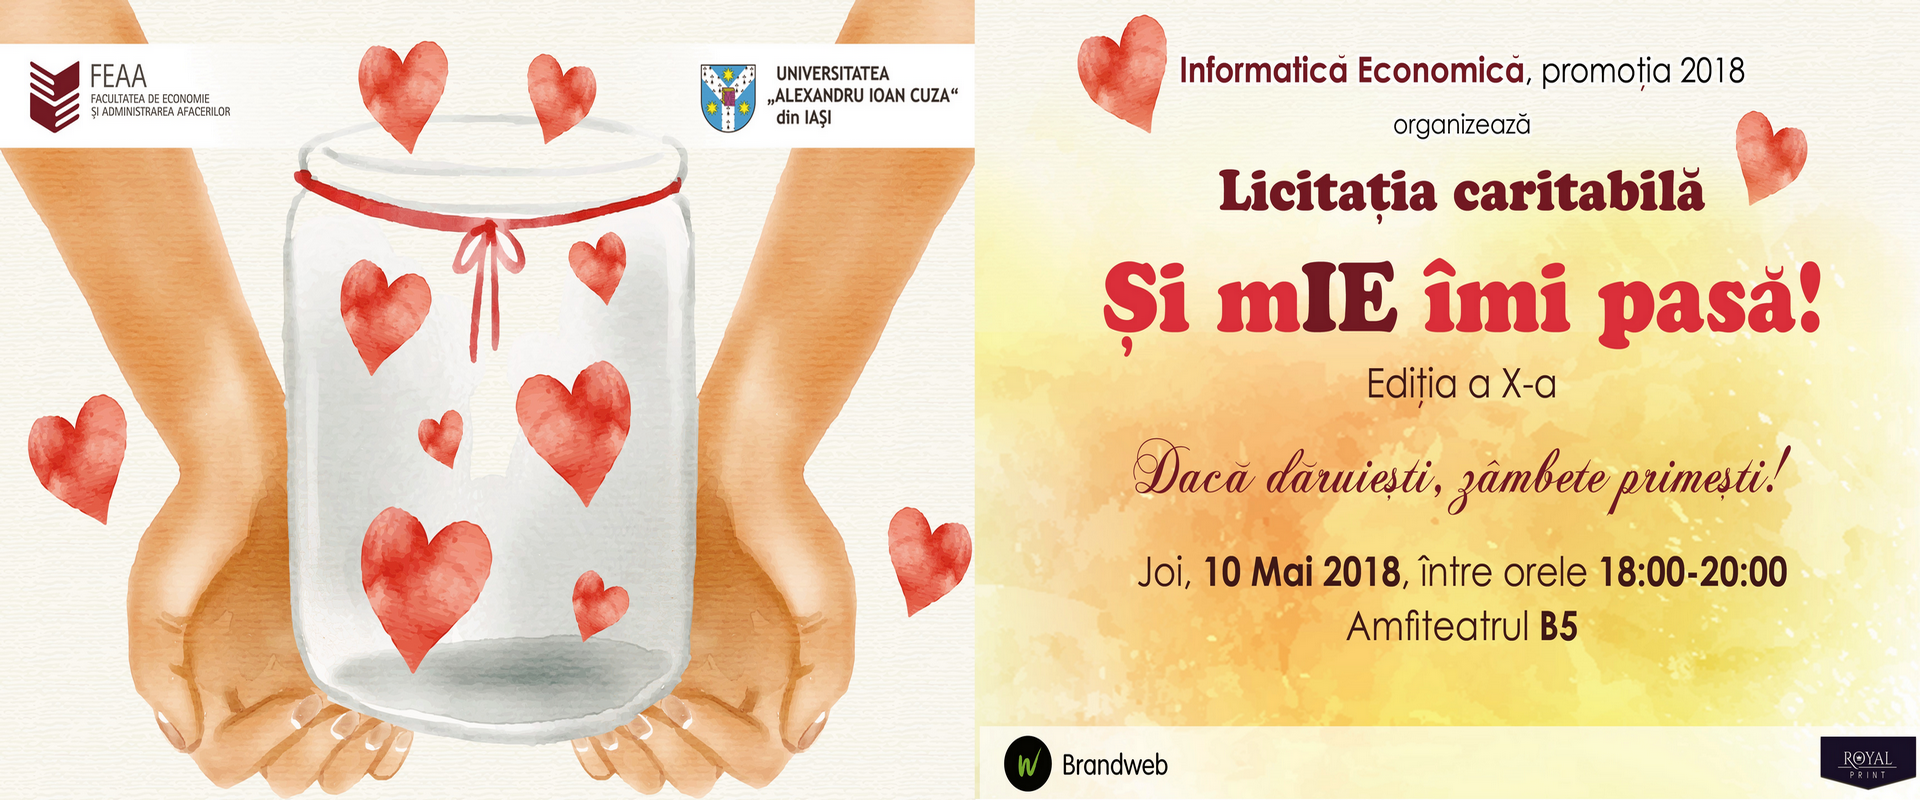 FEAA
FACULTATEA DE ECONOMIE
ȘI ADMINISTRAREA AFACERILOR
UNIVERSITATEA
„ALEXANDRU IOAN CUZA“
din IAŞI
Informatică Economică, promoția 2018
organizează
Licitația caritabilă
Și mIE îmi pasă!
Ediția a X-a
Dacă dăruiești, zâmbete primești!
Joi, 10 Mai 2018, între orele 18:00-20:00
Amfiteatrul B5
Brandweb
ROYAL
PRINT